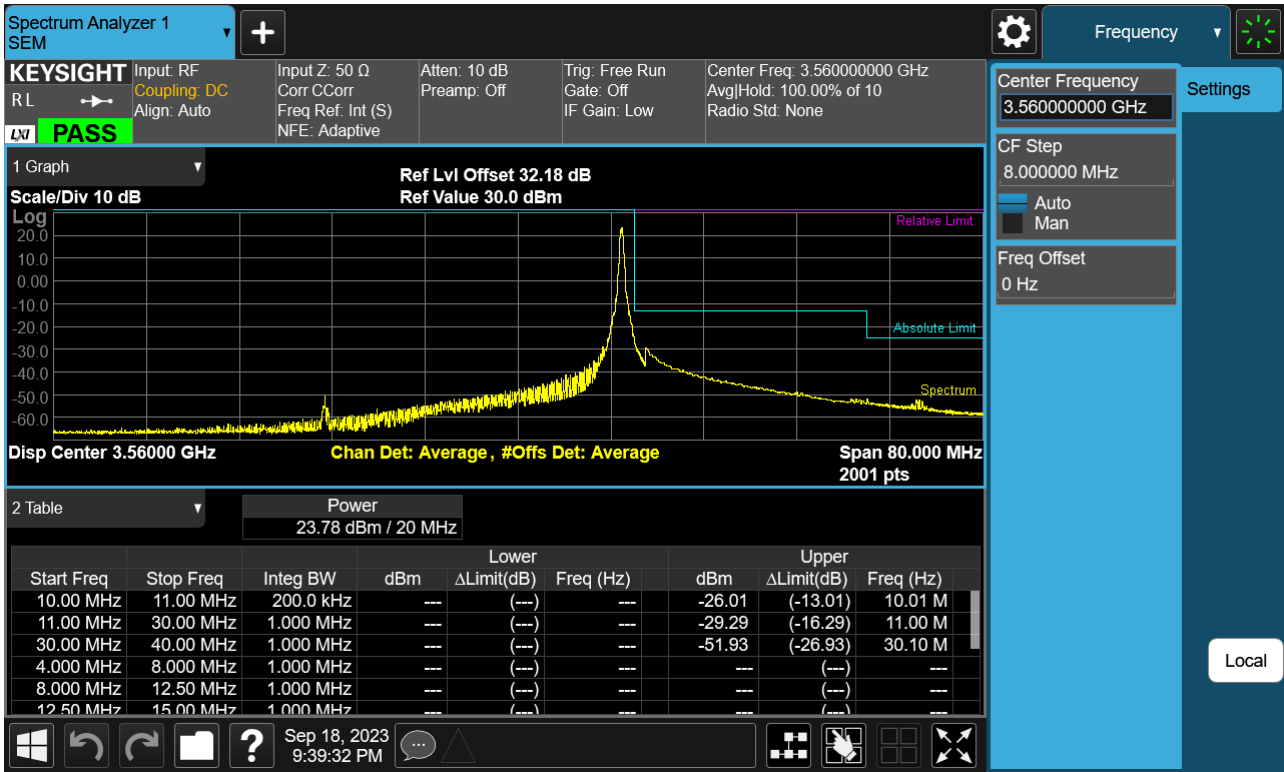 Spectrum Analyzer 1
SEM
Frequency
KEYSIGHT
R L
LXI PASS
Input: RF
Coupling: DC
Align: Auto
Input Z: 50 Ω
Corr CCorr
Freq Ref: Int (S)
NFE: Adaptive
Atten: 10 dB
Preamp: Off
Trig: Free Run
Gate: Off
IF Gain: Low
Center Freq: 3.560000000 GHz
Avg|Hold: 100.00% of 10
Radio Std: None
Center Frequency
3.560000000 GHz
Settings
CF Step
8.000000 MHz
Auto
Man
Freq Offset
0 Hz
1 Graph
Ref Lvl Offset 32.18 dB
Scale/Div 10 dB
Ref Value 30.0 dBm
Log
20.0
10.0
0.00
-10.0
-20.0
-30.0
-40.0
-50.0
-60.0
Relative Limit
Absolute Limit
Spectrum
Disp Center 3.56000 GHz
Chan Det: Average , #Offs Det: Average
Span 80.000 MHz
2001 pts
2 Table
Power
23.78 dBm / 20 MHz
Lower Upper
Start Freq Stop Freq Integ BW dBm ΔLimit(dB) Freq (Hz) dBm ΔLimit(dB) Freq (Hz)
10.00 MHz 11.00 MHz 200.0 kHz --- (---) --- -26.01 (-13.01) 10.01 M
11.00 MHz 30.00 MHz 1.000 MHz --- (---) --- -29.29 (-16.29) 11.00 M
30.00 MHz 40.00 MHz 1.000 MHz --- (---) --- -51.93 (-26.93) 30.10 M
4.000 MHz 8.000 MHz 1.000 MHz --- (---) --- --- (---) ---
8.000 MHz 12.50 MHz 1.000 MHz --- (---) --- --- (---) ---
12.50 MHz 15.00 MHz 1.000 MHz --- (---) --- --- (---) ---
Local
?
Sep 18, 2023
9:39:32 PM